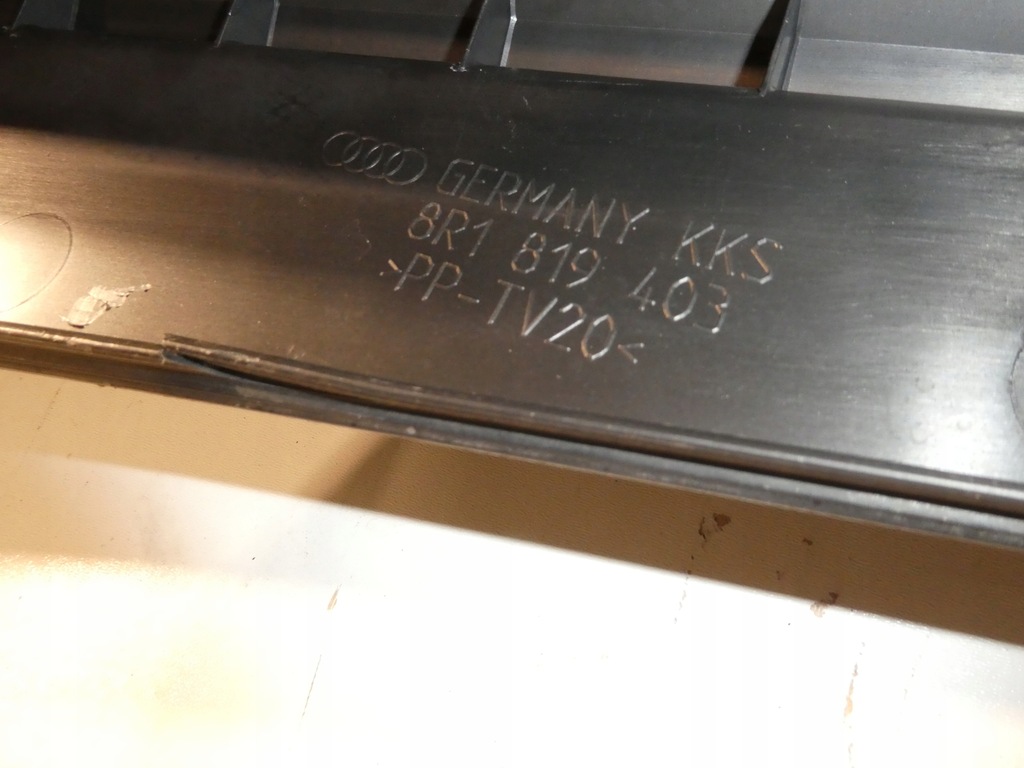 GERMANY KKS
8R1 819 403
>PP-TV20<